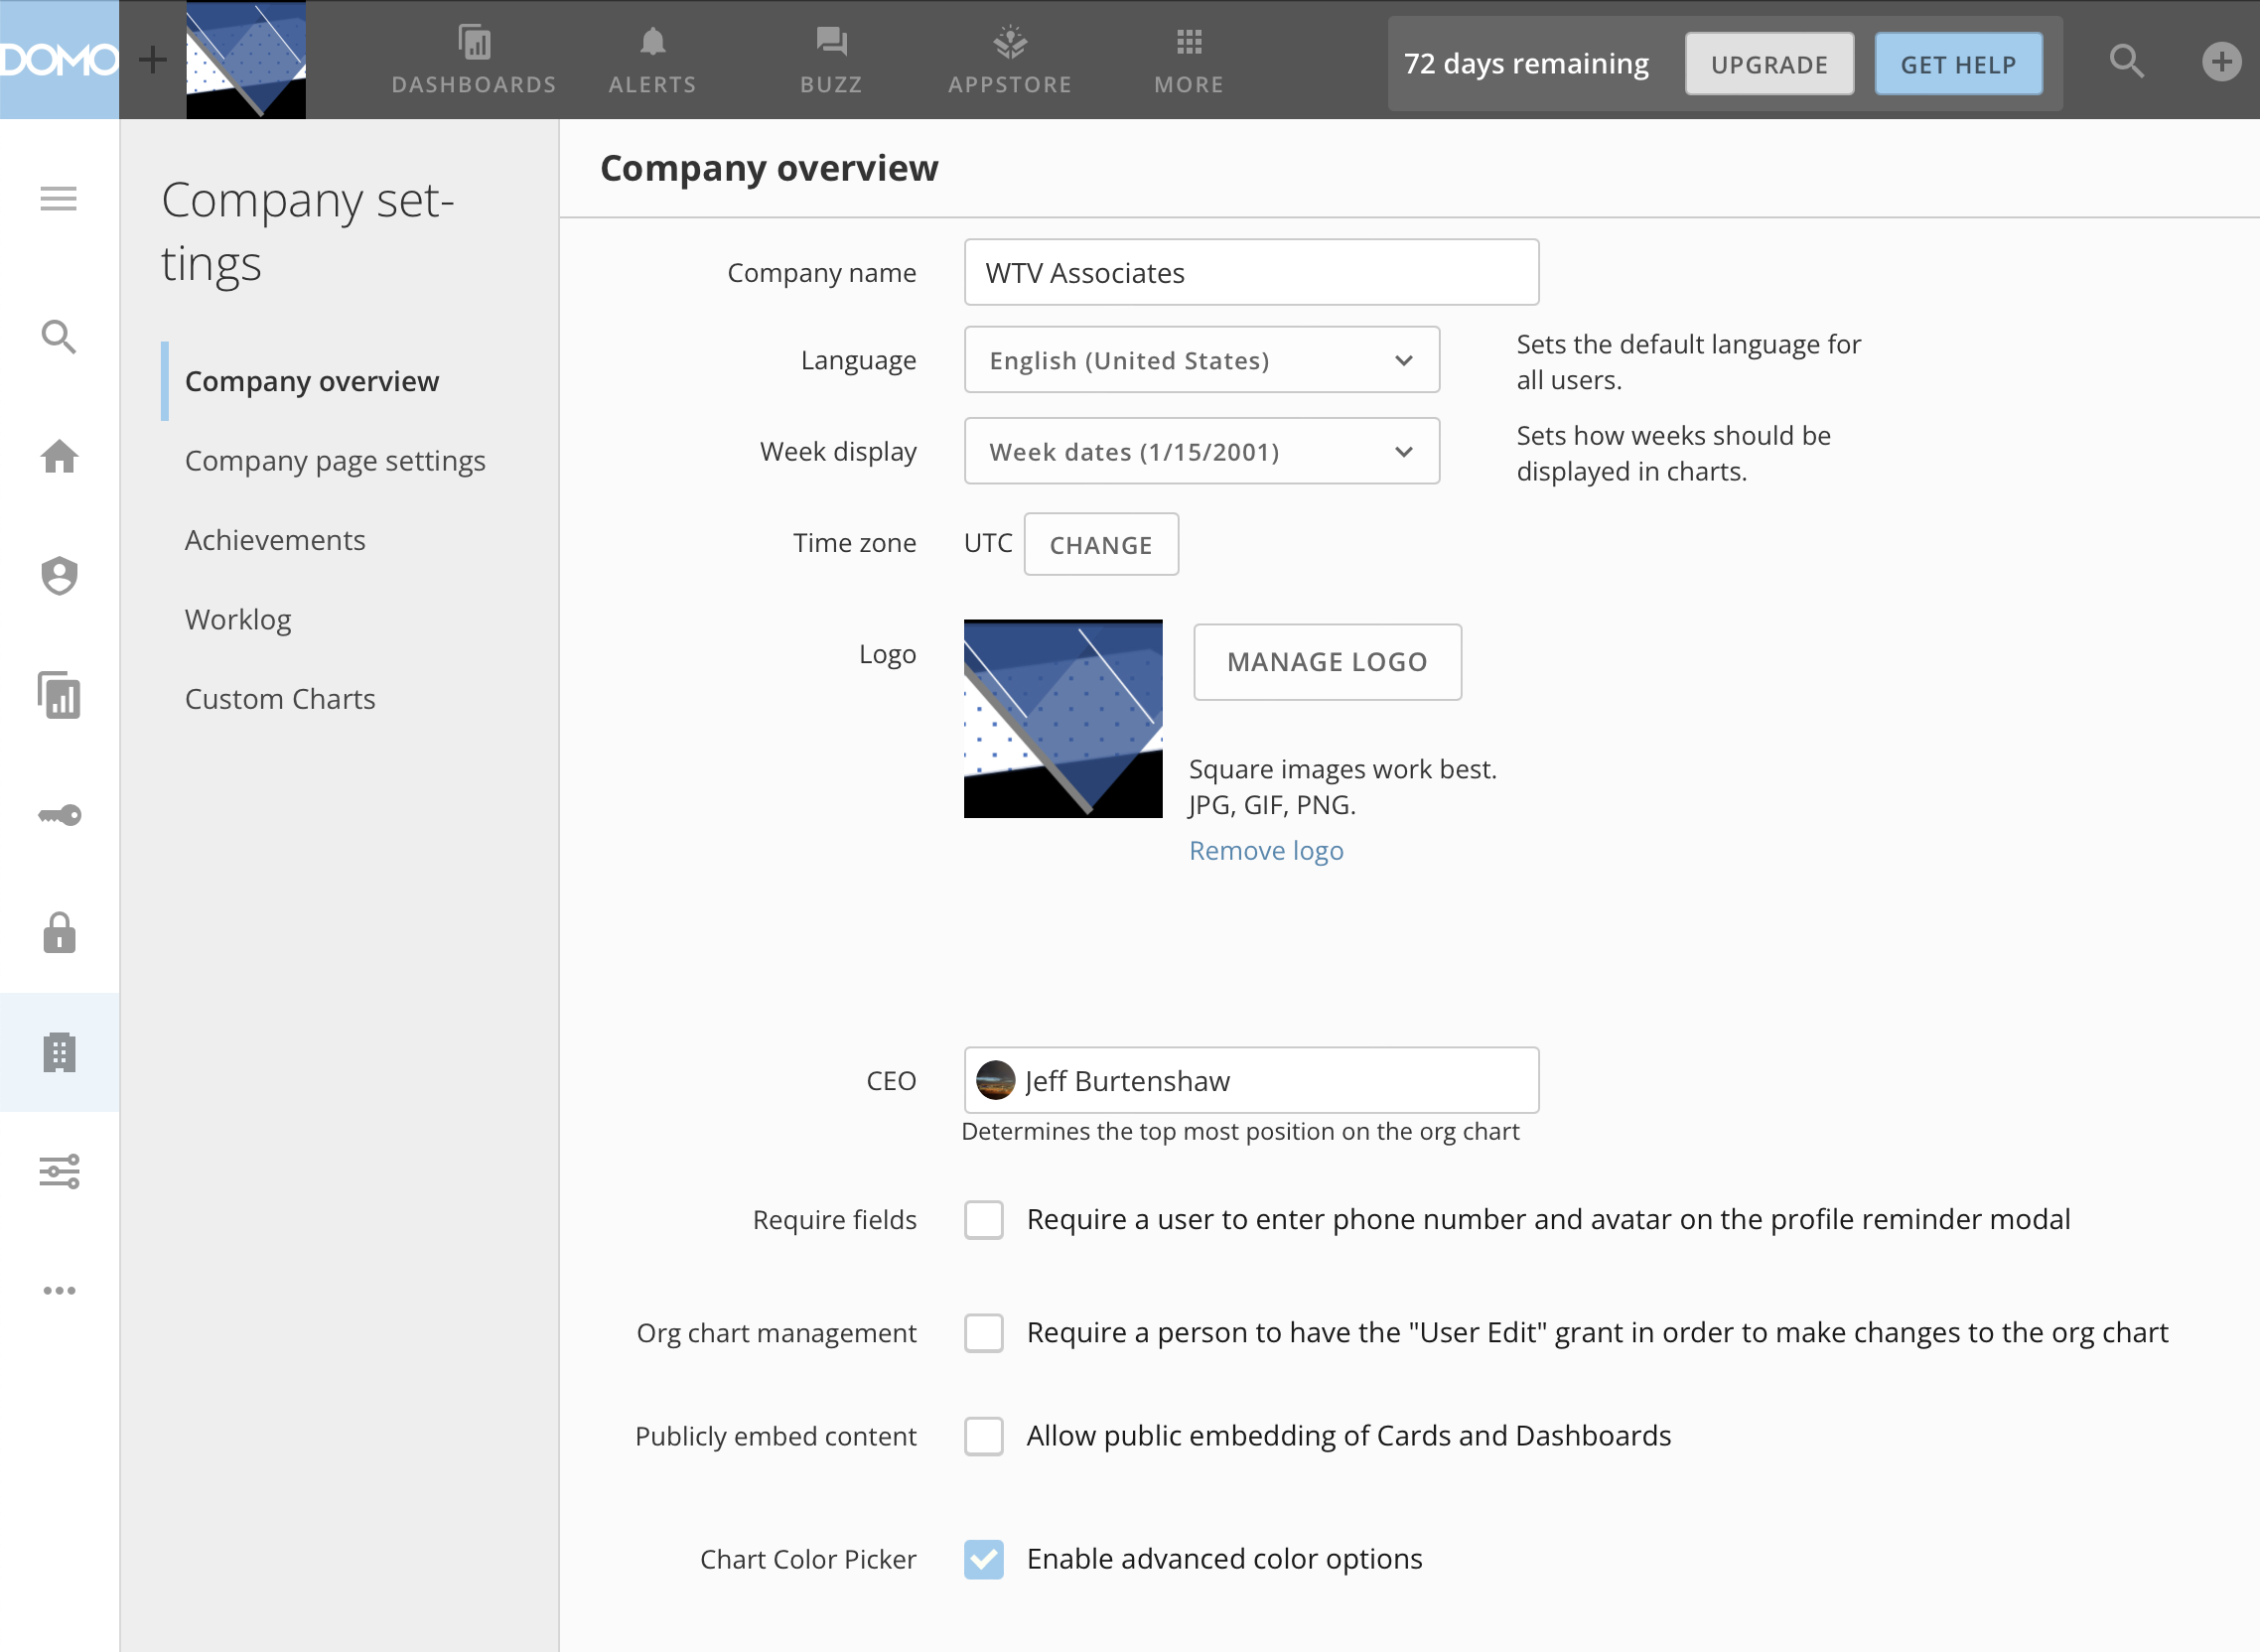 DOMO
DASHBOARDS
ALERTS
BUZZ
APPSTORE
MORE
72 days remaining
UPGRADE
GET HELP
Company set-
tings
Company overview
Company page settings
Achievements
Worklog
Custom Charts
Company overview
Company name
WTV Associates
Language
English (United States)
Sets the default language for
all users.
Week display
Week dates (1/15/2001)
Sets how weeks should be
displayed in charts.
Time zone
UTC
CHANGE
Logo
MANAGE LOGO
Square images work best.
JPG, GIF, PNG.
Remove logo
CEO
Jeff Burtenshaw
Determines the top most position on the org chart
Require fields
Require a user to enter phone number and avatar on the profile reminder modal
Org chart management
Require a person to have the "User Edit" grant in order to make changes to the org chart
Publicly embed content
Allow public embedding of Cards and Dashboards
Chart Color Picker
Enable advanced color options